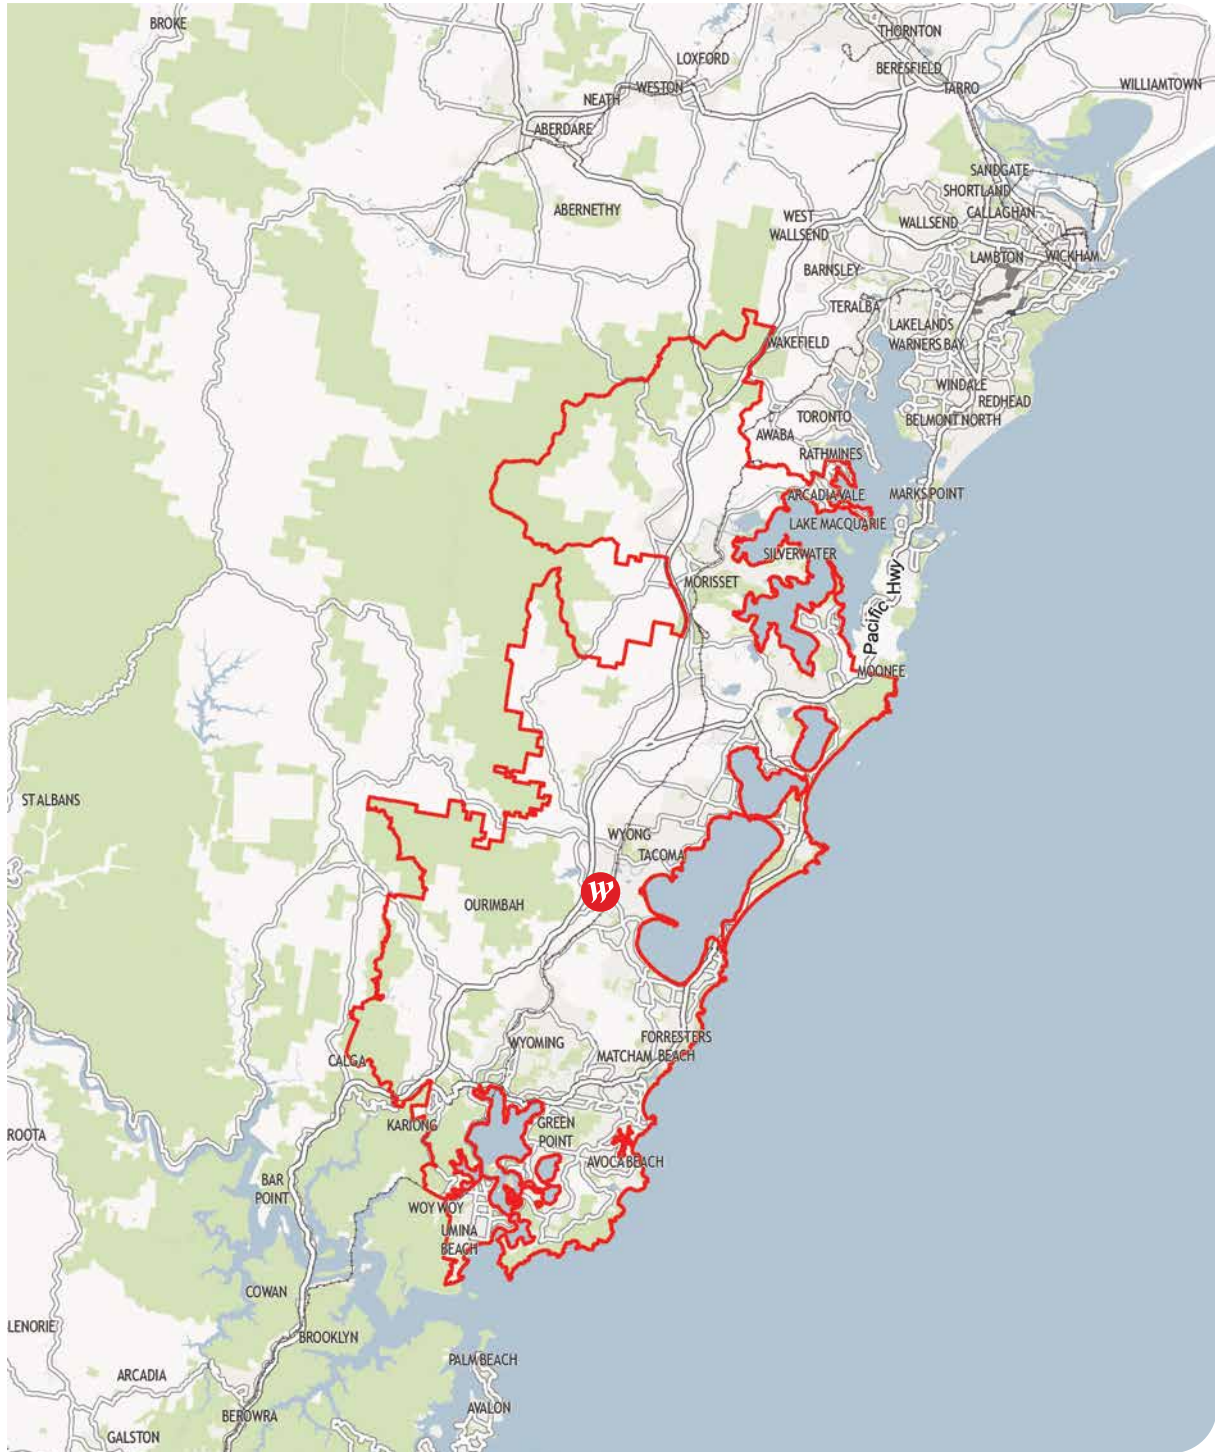 BROKE
THORNTON
LOXFORD
BERESFIELD
WESTON
TARRO
WILLIAMTOWN
NEATH
ABERDARE
SANDGATE
SHORTLAND
ABERNETHY
WEST
WALLSEND
CALLAGHAN
WALLSEND
LAMBTON
WICKHAM
BARNSLEY
TERALBA
LAKELANDS
WAKEFIELD
WARNERS BAY
WINDALE
REDHEAD
TORONTO
BELMONT NORTH
AWABA
RATHMINES
ARCADIA VALE
MARKS POINT
LAKE MACQUARIE
SILVERWATER
MORISSET
Pacific Hwy
MOONEE
ST ALBANS
WYONG
TACOMA
W
OURIMBAH
FORRESTERS
BEACH
WYOMING
MATCHAM
CALGA
KARIONG
GREEN
POINT
ROOTA
AVOCA BEACH
BAR
POINT
WOY WOY
UMINA
BEACH
COWAN
LENORIE
BROOKLYN
PALM BEACH
ARCADIA
AVALON
BEROWRA
GALSTON